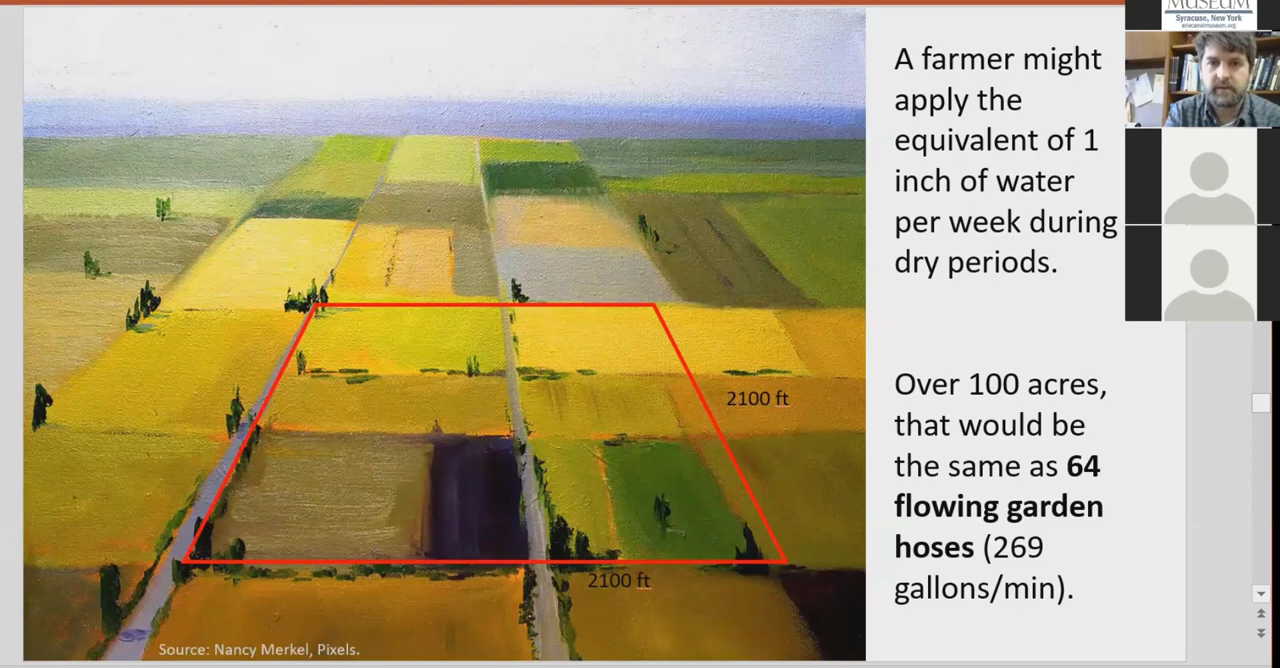 MUSEUM
Syracuse, New York
eriecanalmuseum.org
A farmer might
apply the
equivalent of 1
inch of water
per week during
dry periods.
2100 ft
Over 100 acres,
that would be
the same as 64
flowing garden
hoses (269
gallons/min).
2100 ft
Source: Nancy Merkel, Pixels.